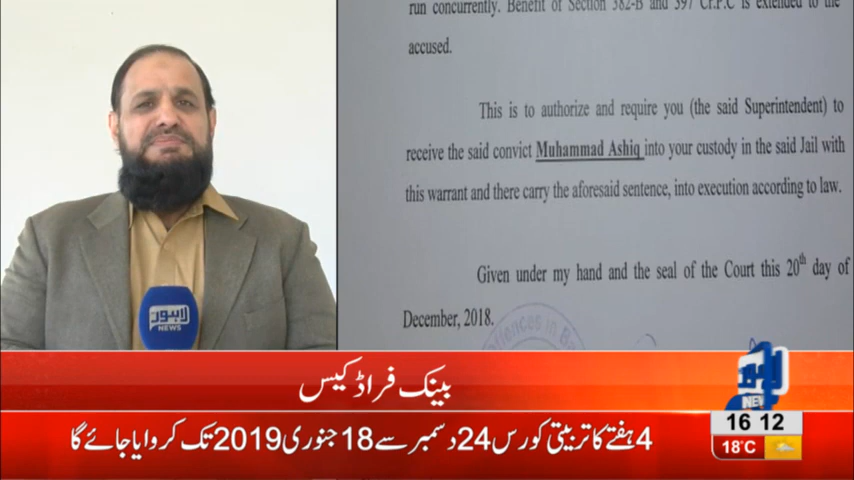 run concurrently. Benefit of Section 382-B and 397 Cr.P.C is extended to the
accused.
This is to authorize and require you (the said Superintendent) to
receive the said convict Muhammad Ashiq into your custody in the said Jail with
this warrant and there carry the aforesaid sentence, into execution according to law.
Given under my hand and the seal of the Court this 20th day of
December, 2018.
لاہور
NEWS
بینک فراڈ کیس
لاہور
NEW
16 12
18°C
4 ہفتے کا تربیتی کورس 24 دسمبر سے 18 جنوری 2019 تک کروایا جائے گا